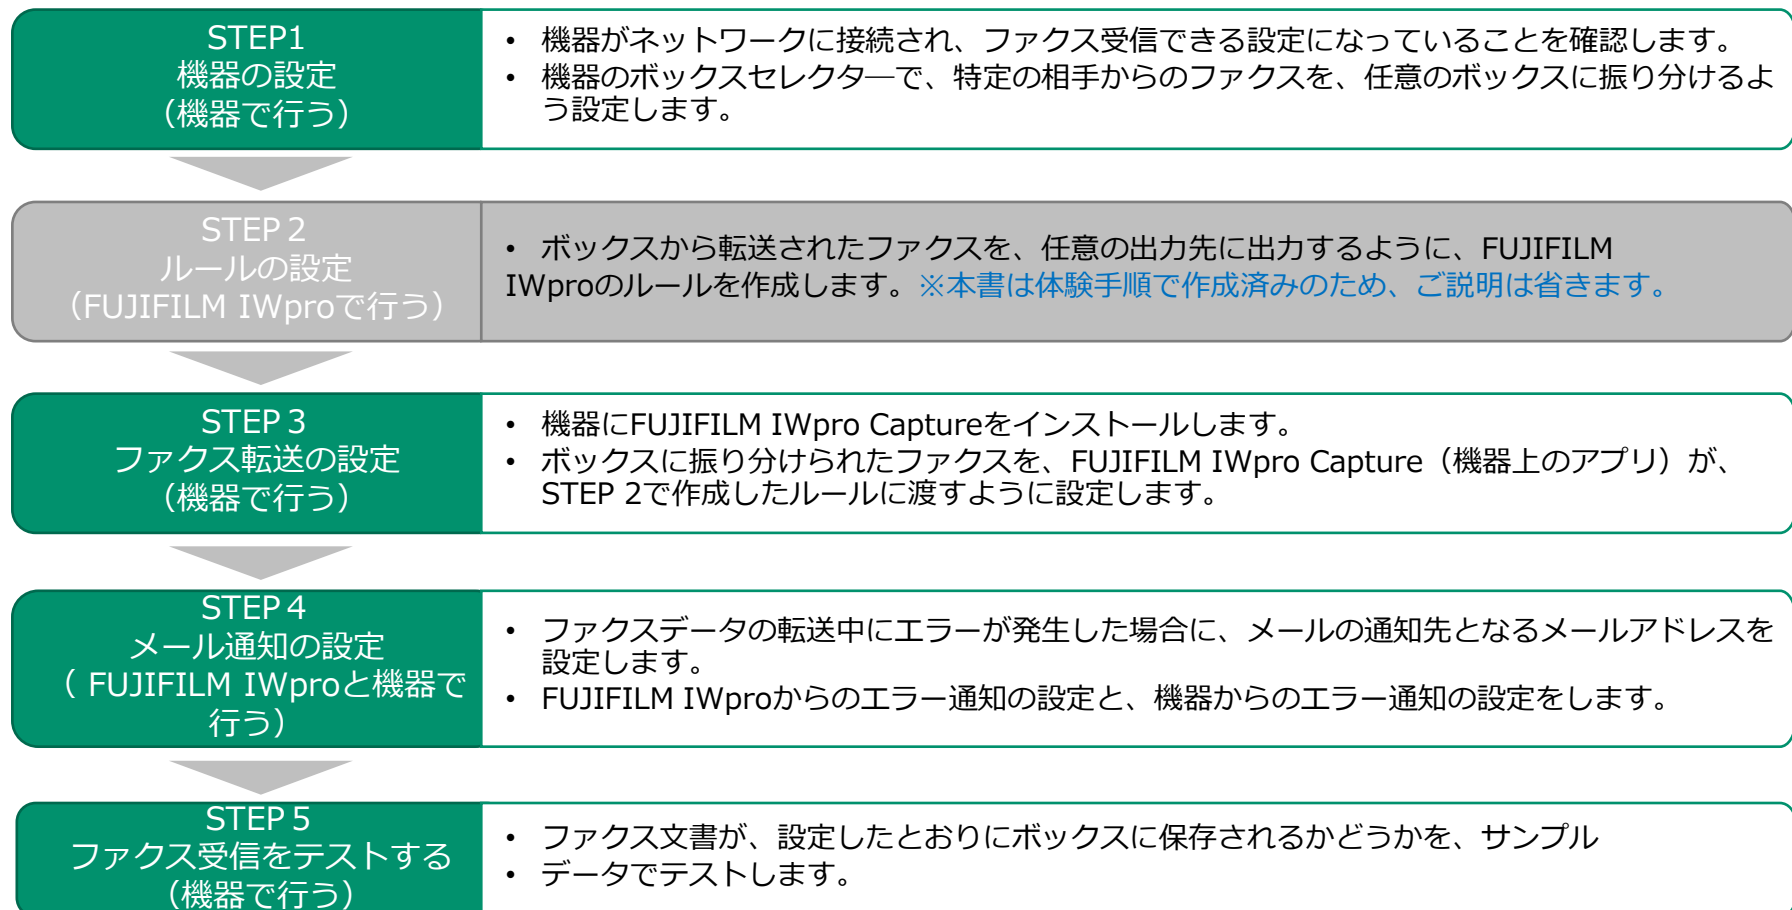 STEP1
機器の設定
（機器で行う）
• 機器がネットワークに接続され、ファクス受信できる設定になっていることを確認します。
• 機器のボックスセレクタ―で、特定の相手からのファクスを、任意のボックスに振り分けるよ
う設定します。
STEP２
ルールの設定
（FUJIFILM IWproで行う）
• ボックスから転送されたファクスを、任意の出力先に出力するように、FUJIFILM
IWproのルールを作成します。※本書は体験手順で作成済みのため、ご説明は省きます。
STEP３
ファクス転送の設定
（機器で行う）
• 機器にFUJIFILM IWpro Captureをインストールします。
• ボックスに振り分けられたファクスを、FUJIFILM IWpro Capture（機器上のアプリ）が、
STEP 2で作成したルールに渡すように設定します。
STEP４
メール通知の設定
（ FUJIFILM IWproと機器で
行う）
• ファクスデータの転送中にエラーが発生した場合に、メールの通知先となるメールアドレスを
設定します。
• FUJIFILM IWproからのエラー通知の設定と、機器からのエラー通知の設定をします。
STEP５
ファクス受信をテストする
（機器で行う）
• ファクス文書が、設定したとおりにボックスに保存されるかどうかを、サンプル
• データでテストします。